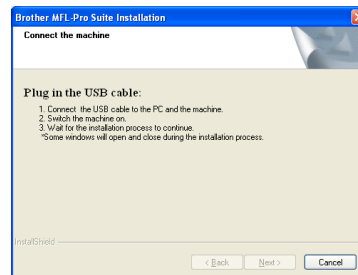 Brother MFL-Pro Suite Installation
Connect the machine
Plug in the USB cable:
1. Connect the USB cable to the PC and the machine.
2. Switch the machine on.
3. Wait for the installation process to continue.
*Some windows will open and close during the installation process.
InstallShield
< Back
Next >
Cancel